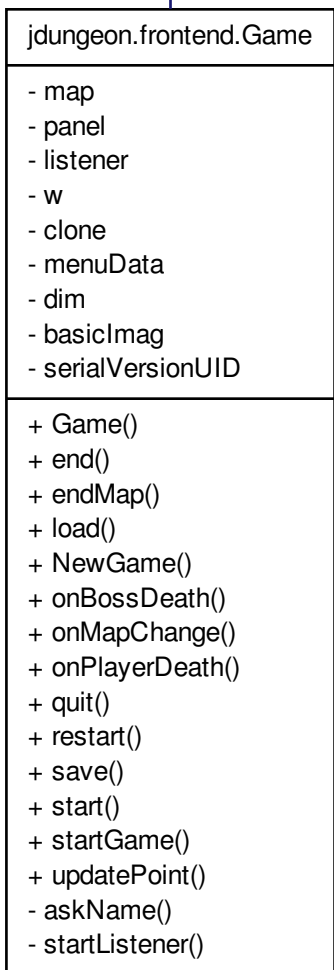 jdungeon.frontend.Game
- map
- panel
- listener
- w
- clone
- menuData
- dim
- basicImag
- serialVersionUID
+ Game()
+ end()
+ endMap()
+ load()
+ NewGame()
+ onBossDeath()
+ onMapChange()
+ onPlayerDeath()
+ quit()
+ restart()
+ save()
+ start()
+ startGame()
+ updatePoint()
- askName()
- startListener()